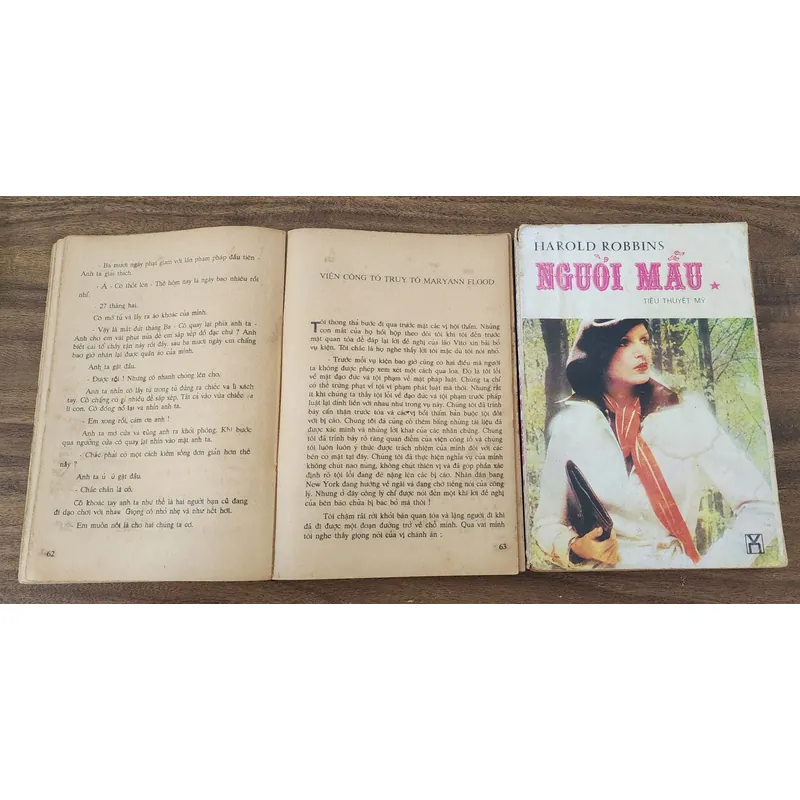 - Ba mươi ngày phạt giam với lần phạm pháp đầu tiên -
Anh ta giải thích.
- A - Cô thốt lên - Thế hôm nay là ngày bao nhiêu rồi
nhỉ.
- 27 tháng hai.
Cô mở tủ và lấy ra áo khoác của mình.
- Vậy là mất dứt tháng Ba - Cô quay lại phía anh ta -
Anh cho em vài phút nữa để em sắp xếp đồ đạc chứ ? Anh
biết cái tổ chấy cắn này rồi đấy, sau ba mươi ngày em chẳng
bao giờ nhận lại được quần áo của mình.
Anh ta gật đầu.
- Được rồi ! Nhưng cô nhanh chóng lên cho.
Anh ta nhìn cô lấy từ trong tủ đứng ra chiếc va li xách
tay. Cô chẳng có gì nhiều để sắp xếp. Tất cả vào vừa chiếc va
li con. Cô đóng nó lại và nhìn anh ta.
- Em xong rồi, cám ơn anh !
Anh ta mở cửa và cùng anh ra khỏi phòng. Khi bước
qua ngưỡng cửa cô quay lại nhìn vào mặt anh ta.
- Chắc phải có một cách kiếm sống đơn giản hơn thế
này ?
Anh ta ủ ũ gật đầu.
- Chắc chắn là có.
Cô khoác tay anh ta như thể là hai người bạn cũ đang
đi dạo chơi với nhau. Giọng cô nhỏ nhẹ và như hết hơi.
- Em muốn nốt là cho hai chúng ta cơ.
62
VIỆN CÔNG TỐ TRUY TỐ MARYANN FLOOD
Tôi thong thả bước đi qua trước mặt các vị hội thẩm. Những
con mắt của họ hồi hộp theo dõi tôi khi tôi đến trước
mặt quan tòa để đáp lại lời đề nghị của lão Vito xin bãi bỏ
vụ kiện. Tôi chắc là họ nghe thấy lời tôi mặc dù tôi nói nhỏ.
- Trước mỗi vụ kiện bao giờ cũng có hai điều mà người
ta không được phép xem xét một cách qua loa. Đó là tội lỗi
về mặt đạo đức và tội phạm về mặt pháp luật. Chúng ta chỉ
có thể trừng phạt vì tội vi phạm phát luật mà thôi. Nhưng rất
ít khi chúng ta thấy tội lỗi về đạo đức và tội phạm trước pháp
luật lại dính liền với nhau như trong vụ này. Chúng tôi đã trình
bày cẩn thận trước tòa và các vị hồi thẩm bản buộc tội đối
với bị cáo. Chúng tôi đã củng cố thêm bằng những tài liệu đã
được xác minh và những lời khai của các nhân chứng. Chúng
tôi đã trình bày rõ ràng quan điểm của viện công tố và chúng
tôi luôn luôn ý thức được trách nhiệm của mình đối với các
bên có mặt tại đây. Chúng tôi đã thực hiện nghĩa vụ của mình
không chút nao núng, không chút thiên vị và đã góp phần xác
định rõ tội lỗi đang đè nặng lên các bị cáo. Nhân dân bang
New York đang hướng về ngài và đang chờ tiếng nói của công
lý. Nhưng ở đây công lý chỉ được nói đến một khi lời đề nghị
của bên bào chữa bị bác bỏ mà thôi !
Tôi chậm rãi rời khỏi bàn quan tòa và lặng người đi khi
đã đi được một đoạn đường trở về chỗ mình. Qua vai mình
tôi nghe thấy giọng nói của vị chánh án :
63
HAROLD ROBBINS
NGƯỜI MẪU
TIỂU THUYẾT MỸ